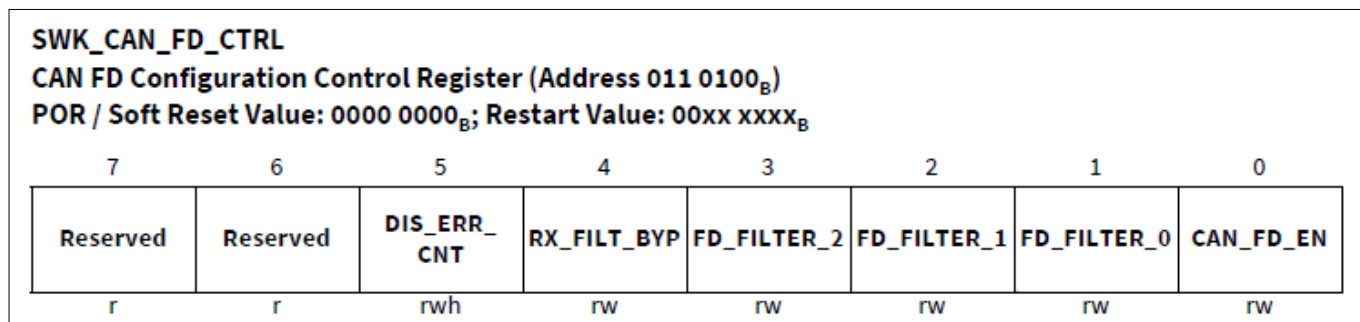 SWK_CAN_FD_CTRL
CAN FD Configuration Control Register (Address 011 0100B)
POR / Soft Reset Value: 0000 0000B; Restart Value: 00xx xxxxB
7 6 5 4 3 2 1 0
Reserved Reserved DIS_ERR_ RX_FILT_BYP FD_FILTER_2 FD_FILTER_1 FD_FILTER_0 CAN_FD_EN
CNT
r r rwh rw rw rw rw rw